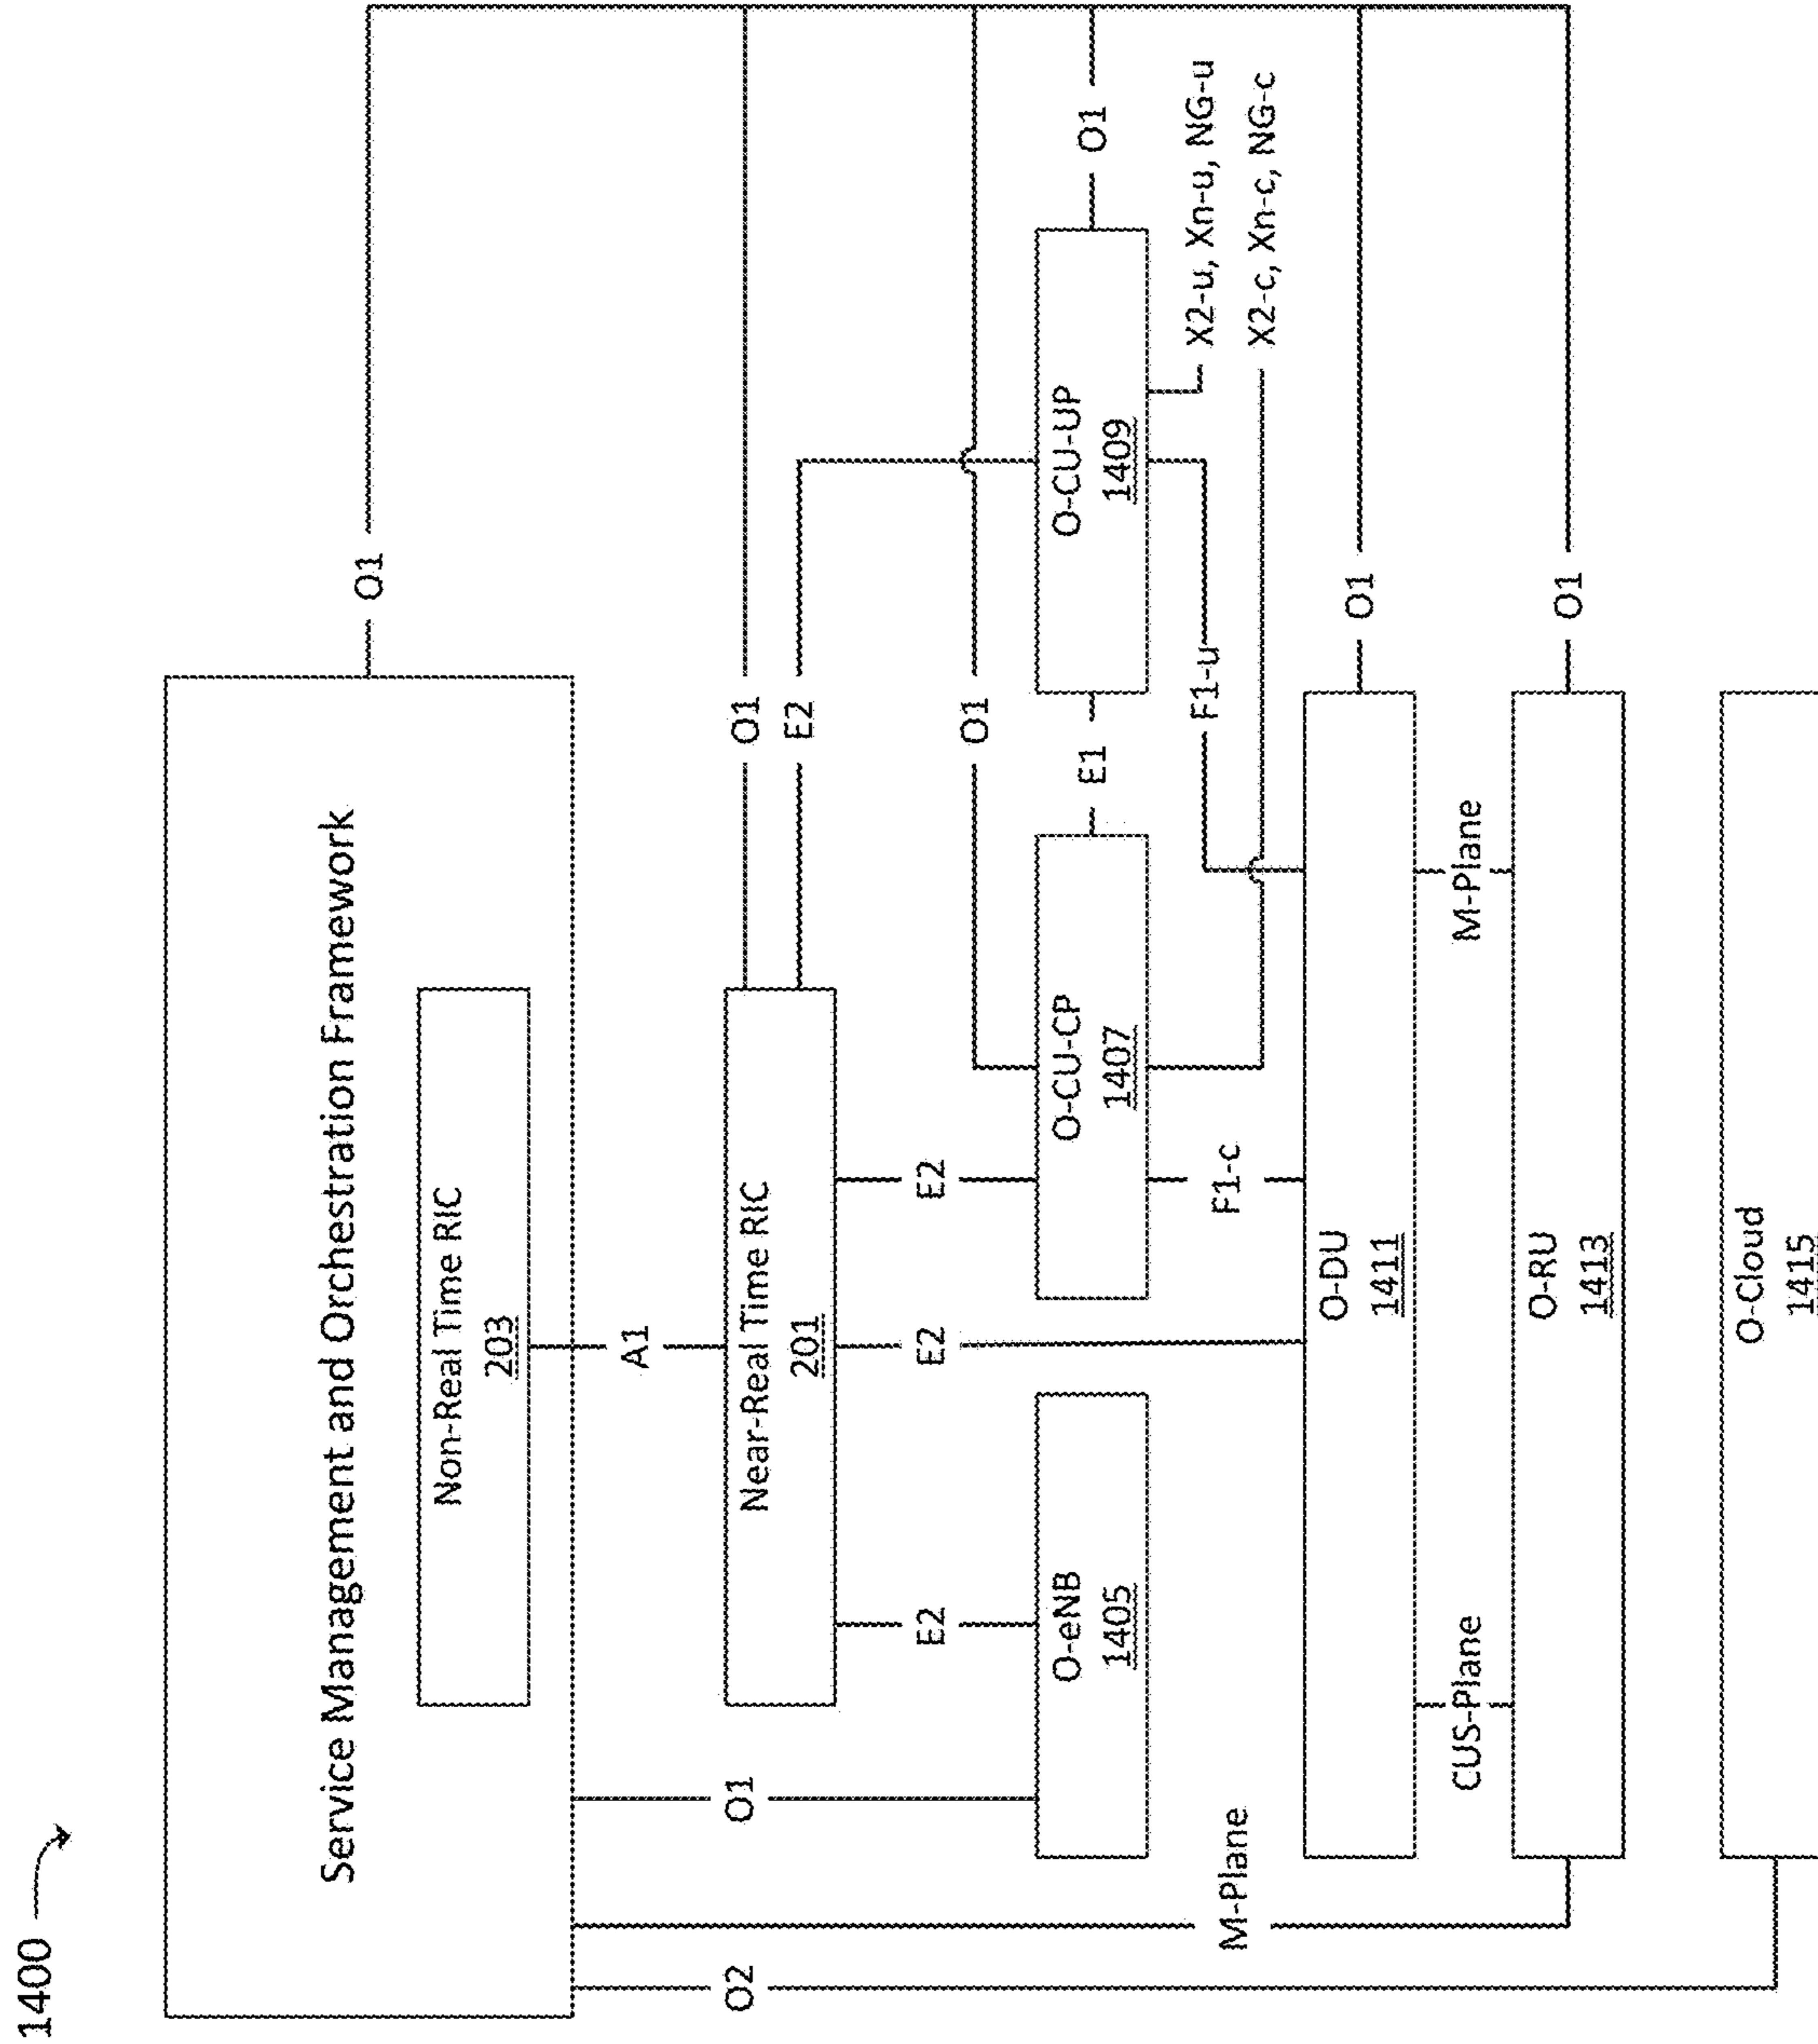 1400
Service Management and Orchestration Framework
O1
Non-Real Time RIC
203
A1
O2
O1
O1
Near-Real Time RIC
201
E2
E2
E2
E2
O1
O-eNB
1405
O-CU-CP
1407
E1
O-CU-UP
1409
O1
M-Plane
F1-c
F1-u
X2-u, Xn-u, NG-u
X2-c, Xn-c, NG-c
O-DU
1411
O1
CUS-Plane
M-Plane
O-RU
1413
O1
O-Cloud
1415